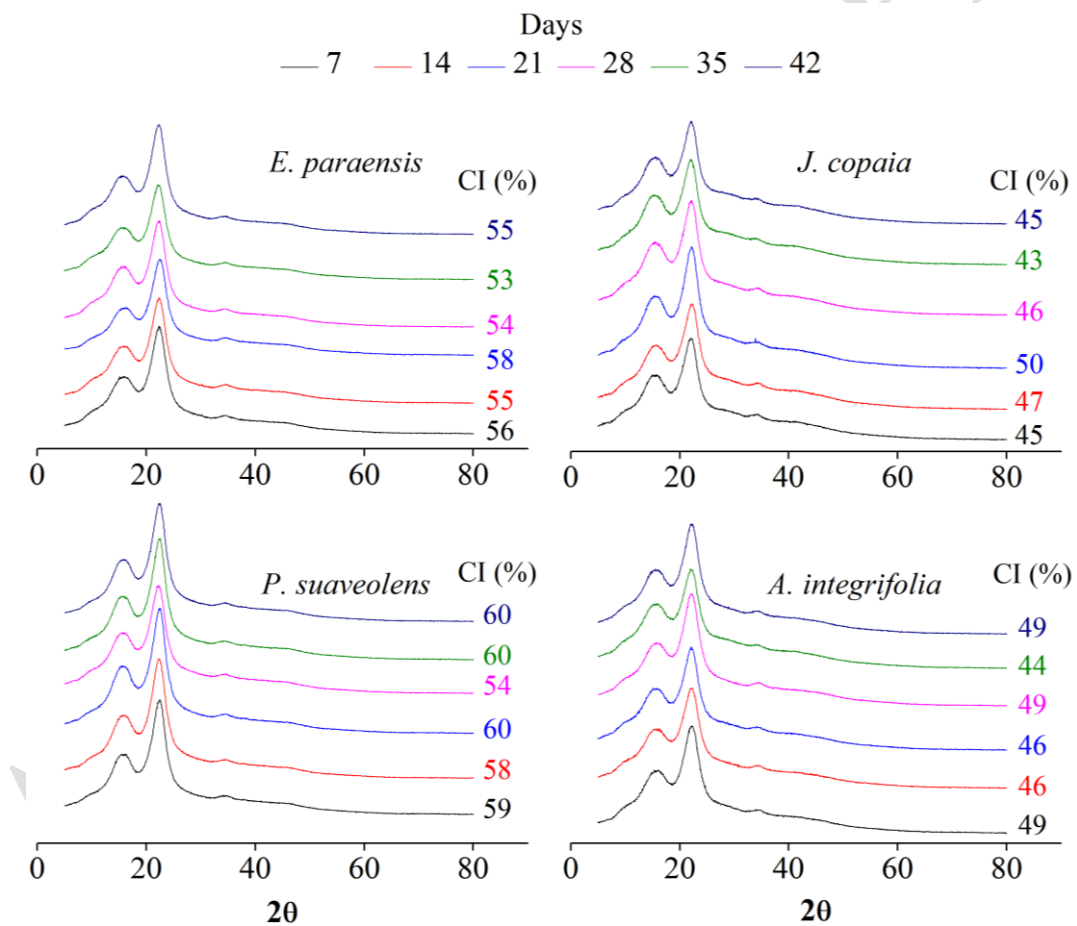 Days
7 14 21 28 35 42
E. paraensis
CI (%)
55
53
54
58
55
56
0 20 40 60 80
J. copaia
CI (%)
45
43
46
50
47
45
0 20 40 60 80
P. suaveolens
CI (%)
60
60
54
60
58
59
0 20 40 60 80
2θ
A. integrifolia
CI (%)
49
44
49
46
46
49
0 20 40 60 80
2θ